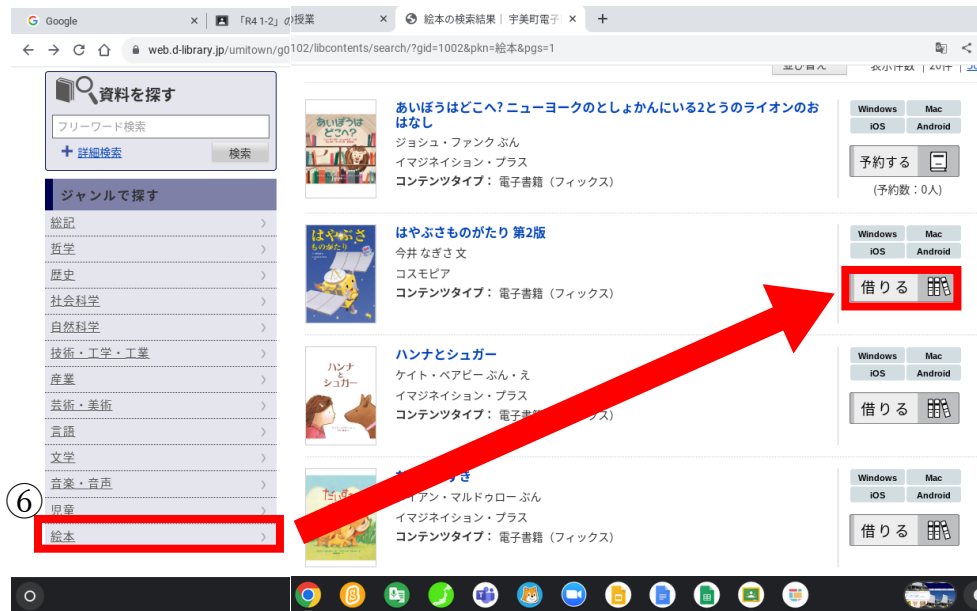 Google
「R4 1-2」の授業
絵本の検索結果｜宇美町電子
web.d-library.jp/umitown/g0102/libcontents/search/?gid=1002&pkn=絵本&pgs=1
資料を探す
フリーワード検索
詳細検索
検索
ジャンルで探す
総記
哲学
歴史
社会科学
自然科学
技術・工学・工業
産業
芸術・美術
言語
文学
音楽・音声
児童
⑥
絵本
並び替え
表示件数
20件
あいぼうは
どこへ?
あいぼうはどこへ? ニューヨークのとしょかんにいる2とうのライオンのお
はなし
ジョシュ・ファンク ぶん
イマジネイション・プラス
コンテンツタイプ： 電子書籍（フィックス）
Windows Mac
iOS Android
予約する
(予約数：0人)
はやぶさ
ものがたり
はやぶさものがたり 第2版
今井 なぎさ 文
コスモピア
コンテンツタイプ： 電子書籍（フィックス）
Windows Mac
iOS Android
借りる
ハンナ
と
シュガー
ハンナとシュガー
ケイト・ベアビー ぶん・え
イマジネイション・プラス
コンテンツタイプ： 電子書籍（フィックス）
Windows Mac
iOS Android
借りる
き
イアン・マルドゥロー ぶん
イマジネイション・プラス
コンテンツタイプ： 電子書籍（フィックス）
Windows Mac
iOS Android
借りる